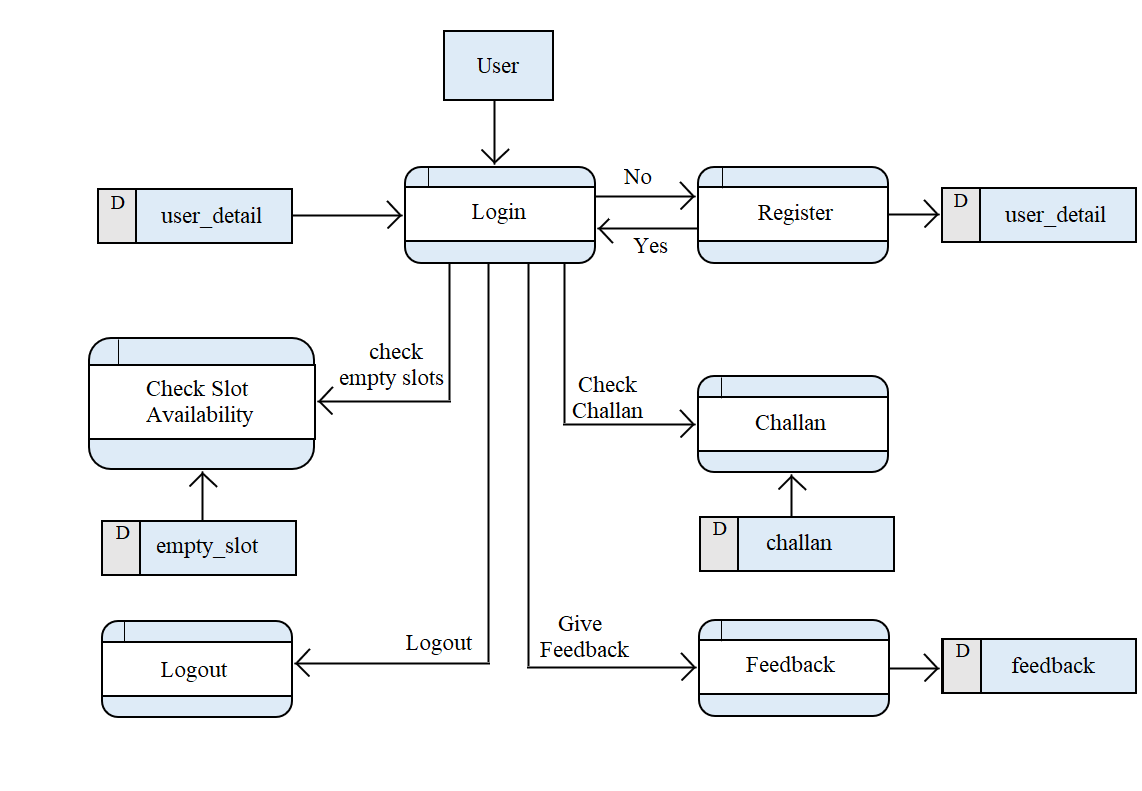 User
No
D
user_detail
Login
Register
D
user_detail
Yes
check
empty slots
Check Slot
Availability
Check
Challan
Challan
D
empty_slot
D
challan
Logout
Logout
Give
Feedback
Feedback
D
feedback